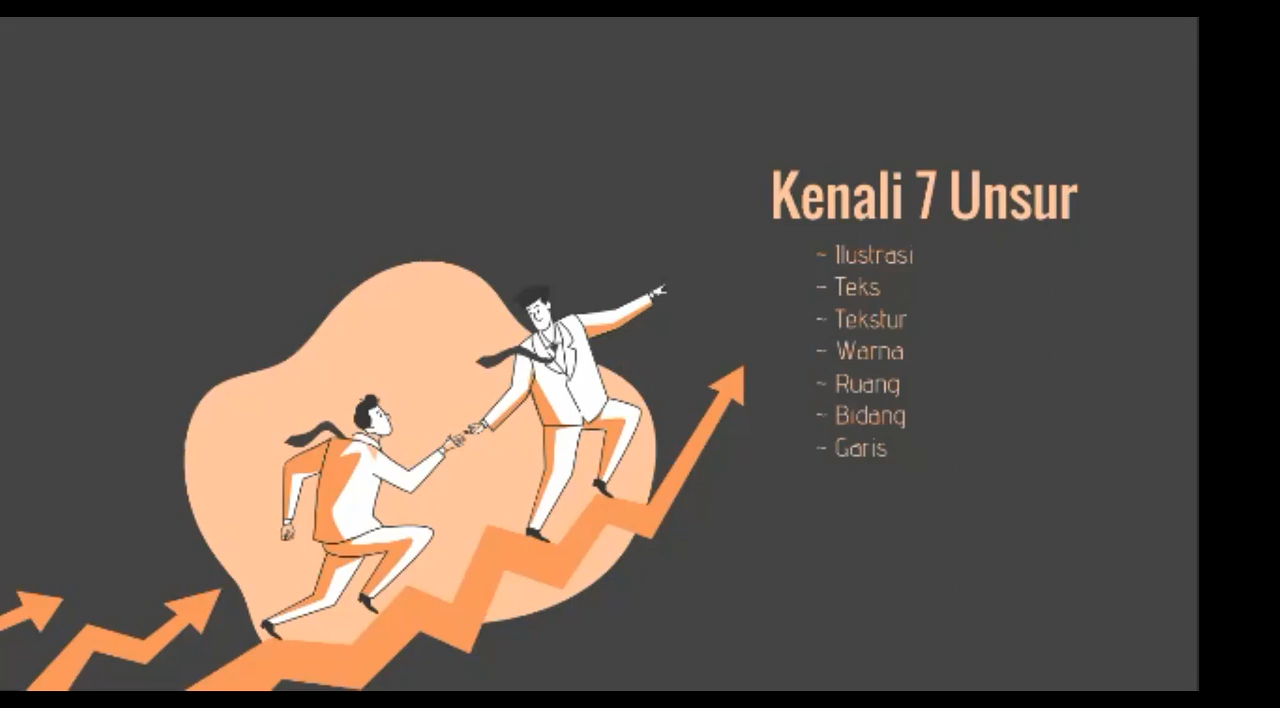 Kenali 7 Unsur
~ Ilustrasi
~ Teks
~ Tekstur
~ Warna
~ Ruang
~ Bidang
~ Garis